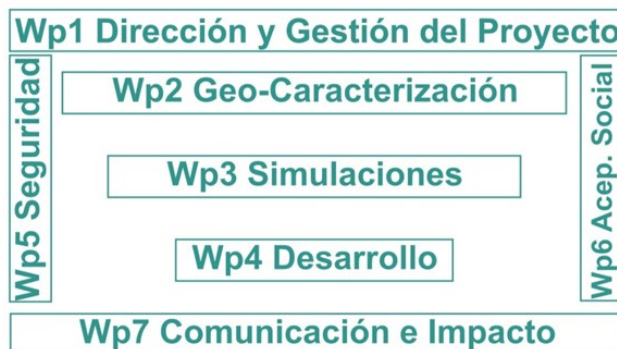 Wp1 Dirección y Gestión del Proyecto
Wp5 Seguridad
Wp2 Geo-Caracterización
Wp3 Simulaciones
Wp4 Desarrollo
Wp6 Acep. Social
Wp7 Comunicación e Impacto